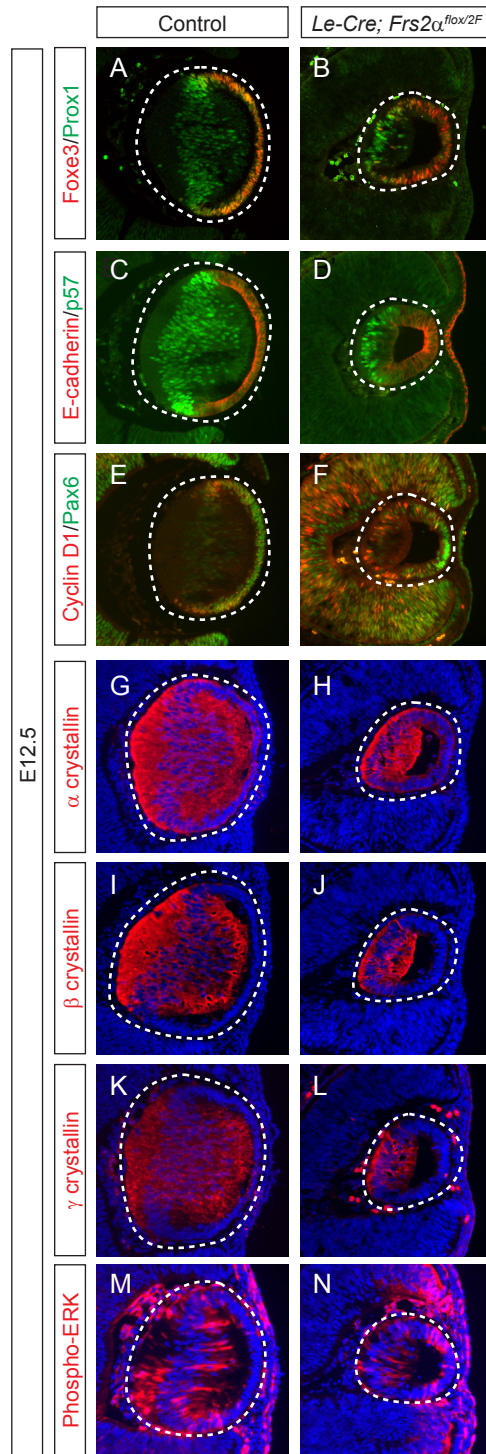 Control
Le-Cre; Frs2α^flox/2F
E12.5
Foxe3/Prox1
A
B
E-cadherin/p57
C
D
Cyclin D1/Pax6
E
F
α crystallin
G
H
β crystallin
I
J
γ crystallin
K
L
Phospho-ERK
M
N